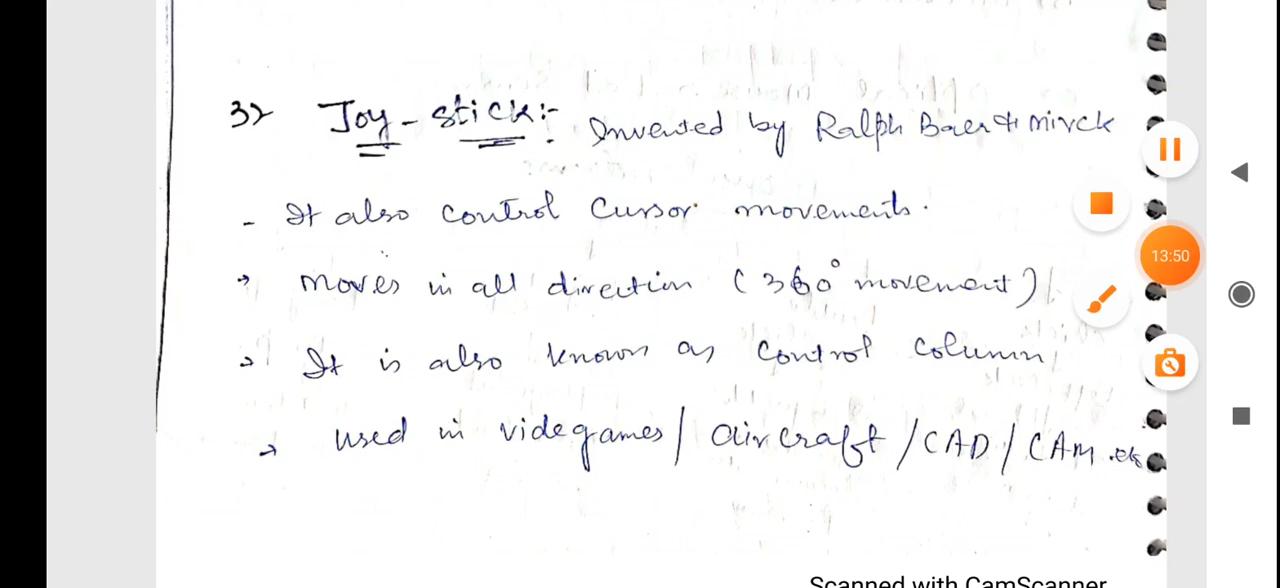 3) Joy-stick:- Invented by Ralph Baer & Mirick
- It also control cursor movements.
→ Moves in all direction (360° movement)
→ It is also known as control column
→ used in videgames / aircraft / CAD / CAM .etc
13:50
Scanned with CamScanner